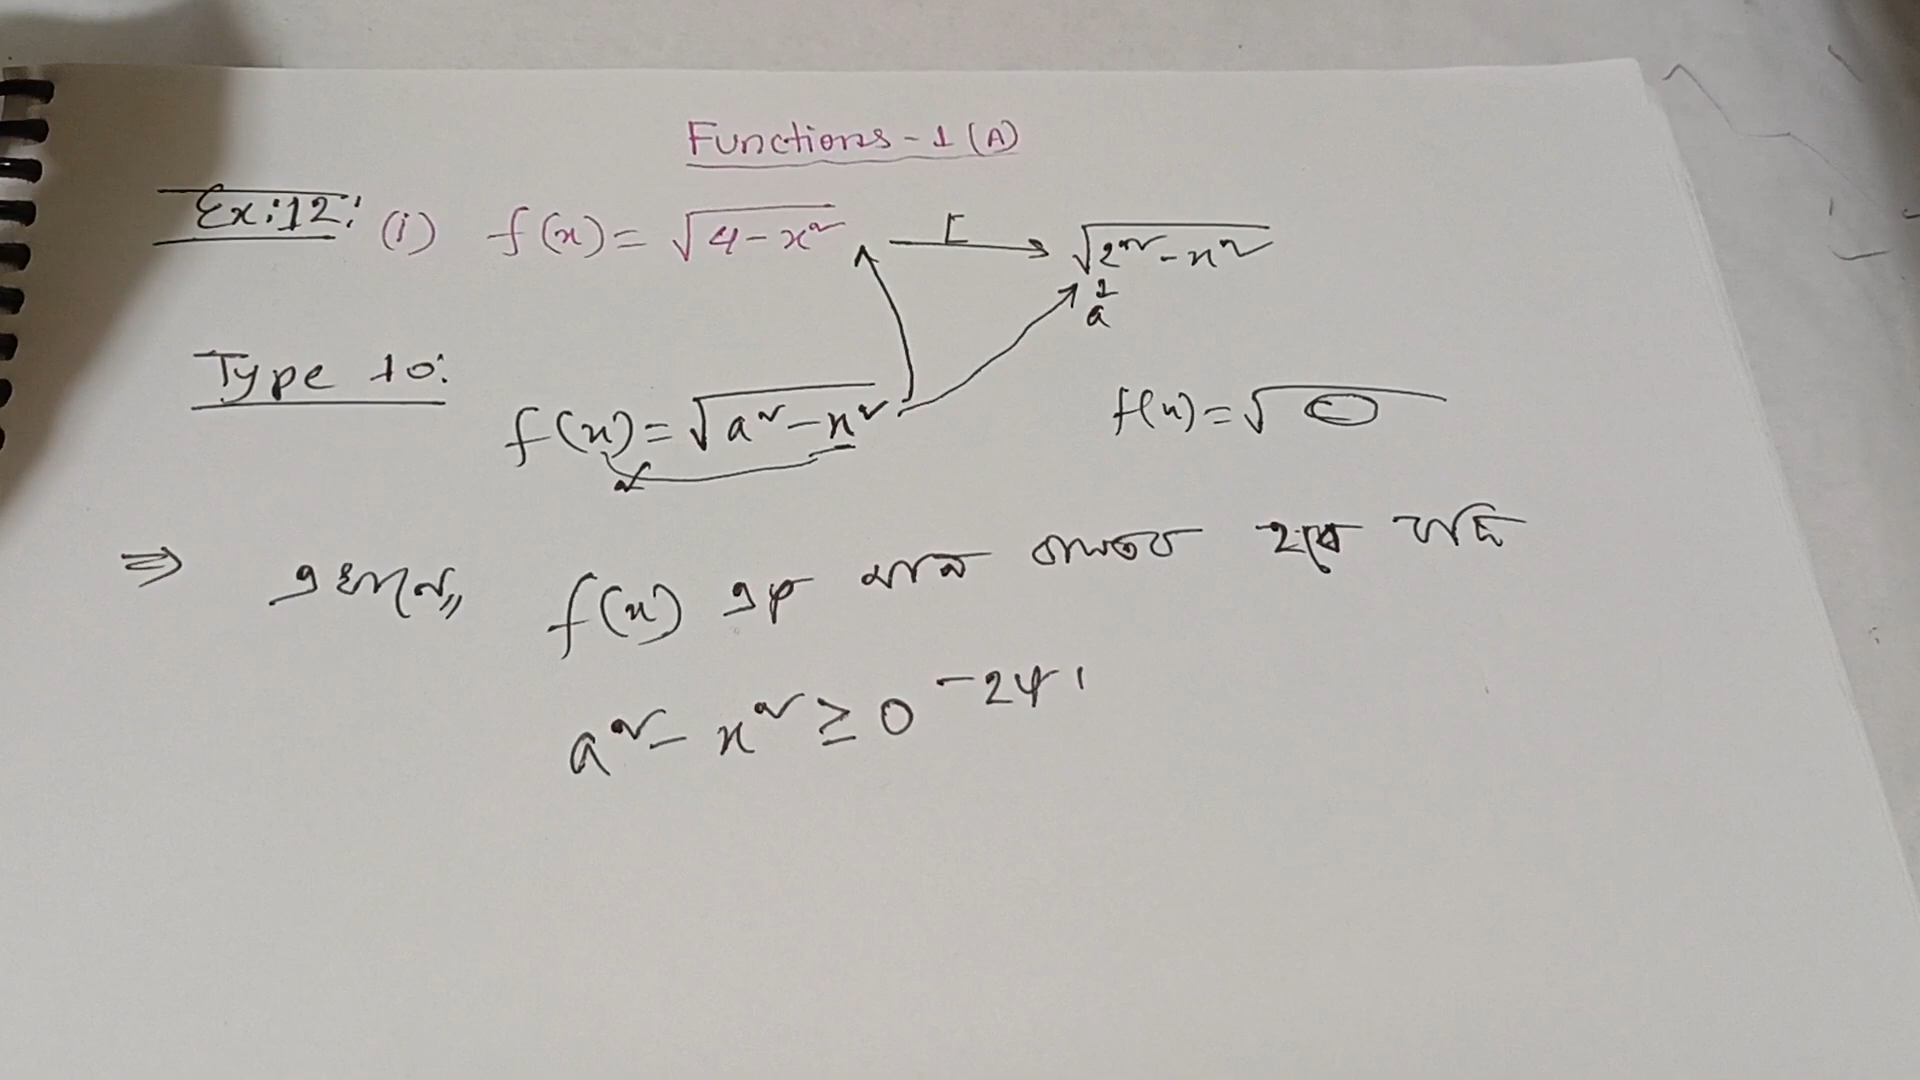 Functions - 1 (A)
Ex:12: (i) f(x) = √4-x² → √2²-x²
a
Type 10:
f(x) = √a²-x² f(x) = √
⇒ এখানে,, f(x) এর মান বাস্তব হবে যদি
a² - x² ≥ 0 হয়।